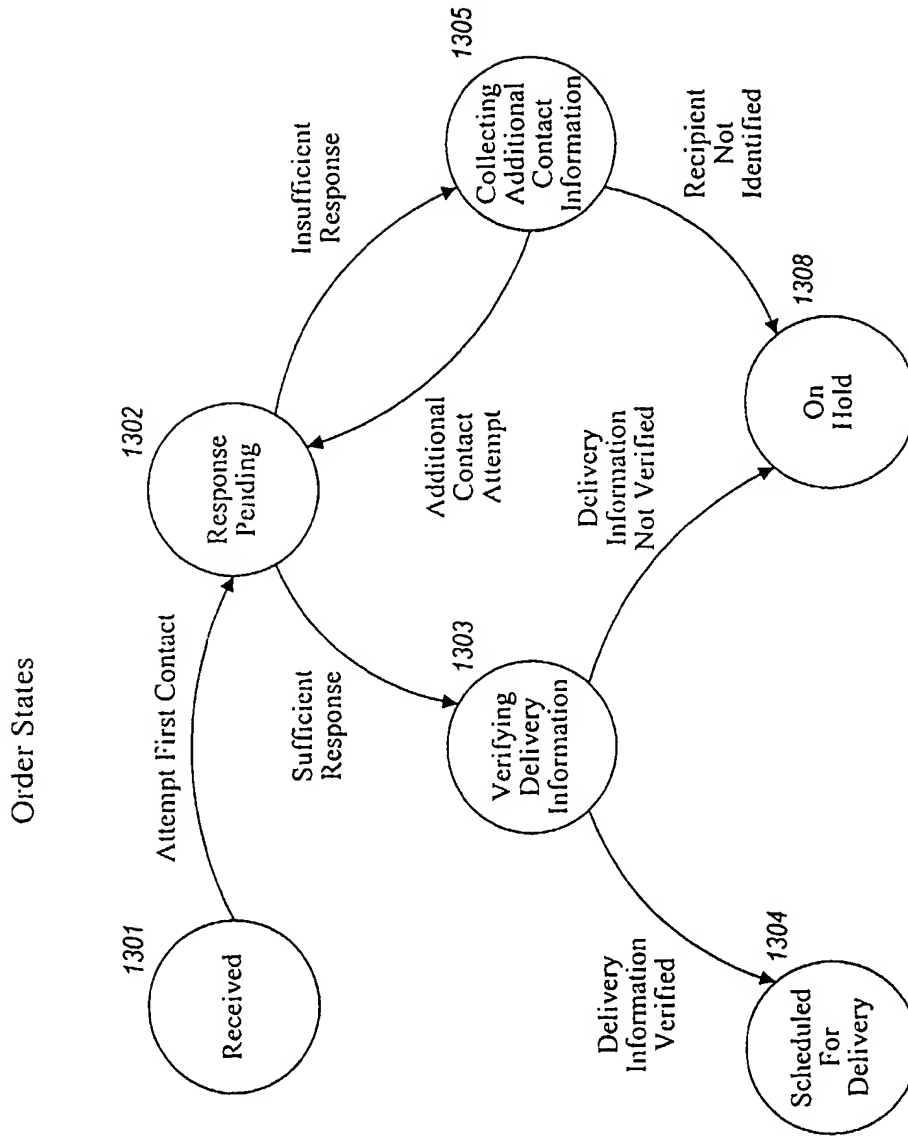 Order States
1301
Received
Attempt First Contact
1302
Response
Pending
Insufficient
Response
1305
Collecting
Additional
Contact
Information
Sufficient
Response
Additional
Contact
Attempt
1303
Verifying
Delivery
Information
Delivery
Information
Not Verified
Recipient
Not
Identified
Delivery
Information
Verified
1304
Scheduled
For
Delivery
1308
On
Hold